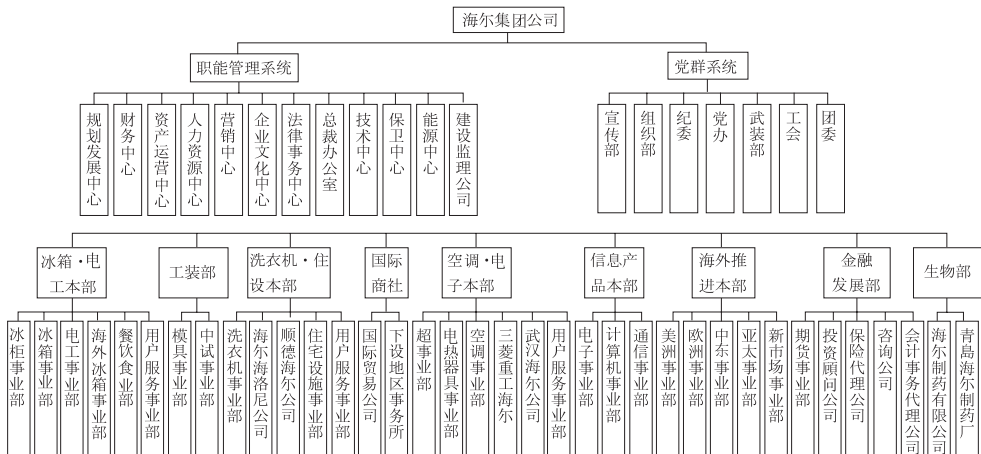 海尔集团公司
职能管理系统
党群系统
规划发展中心
财务中心
资产运营中心
人力资源中心
营销中心
企业文化中心
法律事务中心
总裁办公室
技术中心
保卫中心
能源中心
建设监理公司
宣传部
组织部
纪委
党办
武装部
工会
团委
冰箱·电
工本部
工装部
洗衣机·住
设本部
国际
商社
空调·电
子本部
信息产
品本部
海外推
进本部
金融
发展部
生物部
冰柜事业部
冰箱事业部
电工事业部
海外冰箱事业部
餐饮食业部
用户服务事业部
模具事业部
中试事业部
洗衣机事业部
海尔海洛尼公司
顺德海尔公司
住宅设施事业部
用户服务事业部
国际贸易公司
下设地区事务所
超事业部
电热器具事业部
空调事业部
三菱重工海尔
武汉海尔公司
用户服务事业部
电子事业部
计算机事业部
通信事业部
美洲事业部
欧洲事业部
中东事业部
亚太事业部
新市场事业部
期货事业部
投资顾问公司
保险代理公司
咨询公司
会计事务代理公司
海尔制药有限公司
青岛海尔制药厂